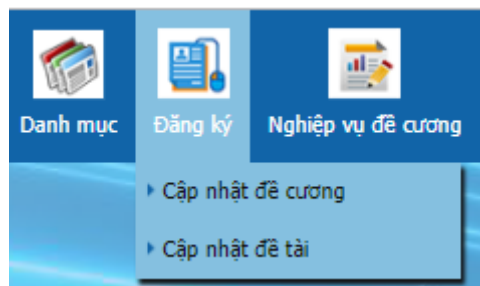 Danh mục
Đăng ký
Nghiệp vụ đề cương
Cập nhật đề cương
Cập nhật đề tài